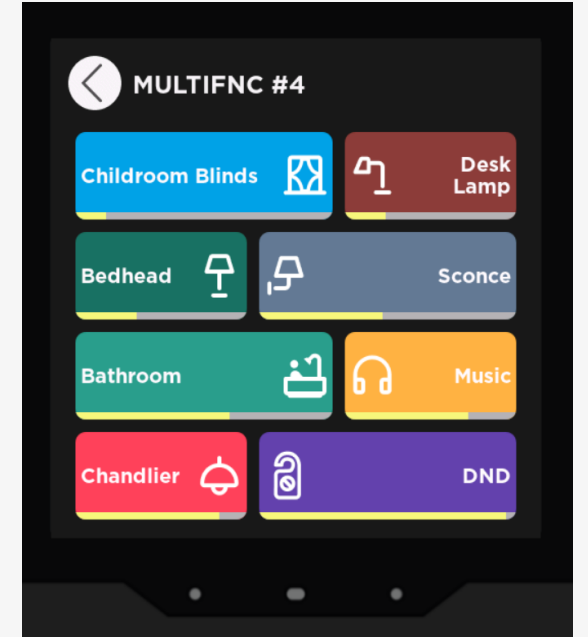 MULTIFNC #4
Childroom Blinds
Desk
Lamp
Bedhead
Sconce
Bathroom
Music
Chandlier
DND